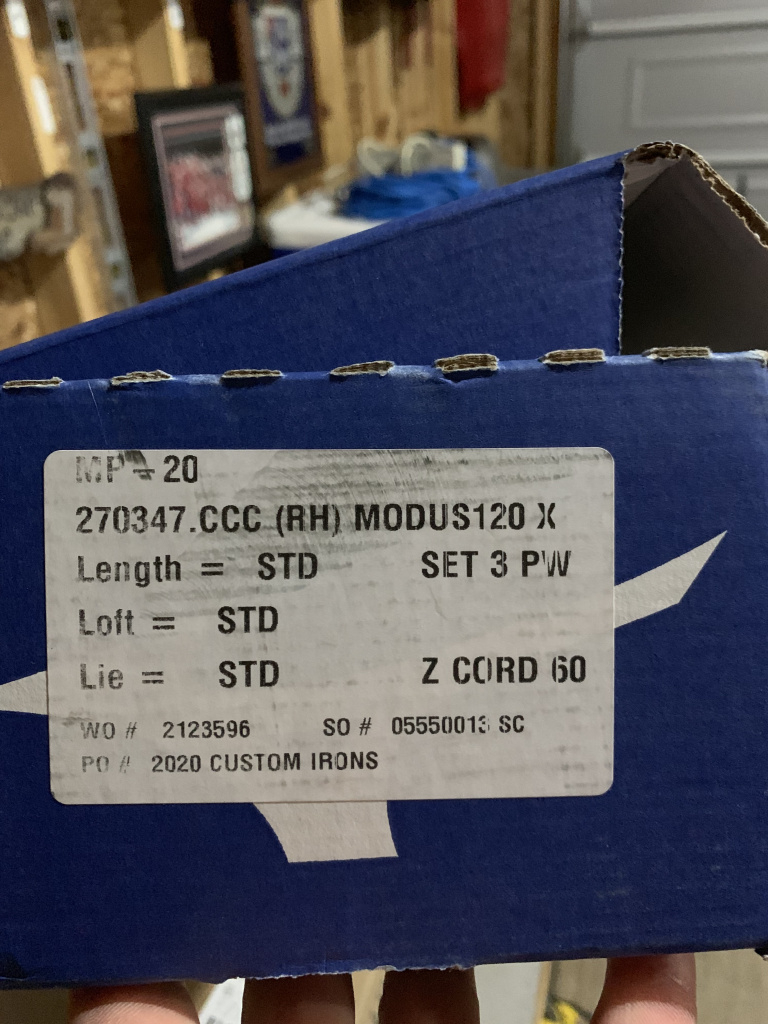 MP-20
270347.CCC (RH) MODUS120 X
Length = STD SET 3 PW
Loft = STD
Lie = STD Z CORD 60
WO # 2123596 SO # 05550013 SC
PO # 2020 CUSTOM IRONS